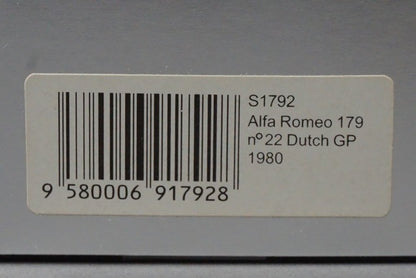 S1792
Alfa Romeo 179
nº22 Dutch GP
1980
9 580006 917928